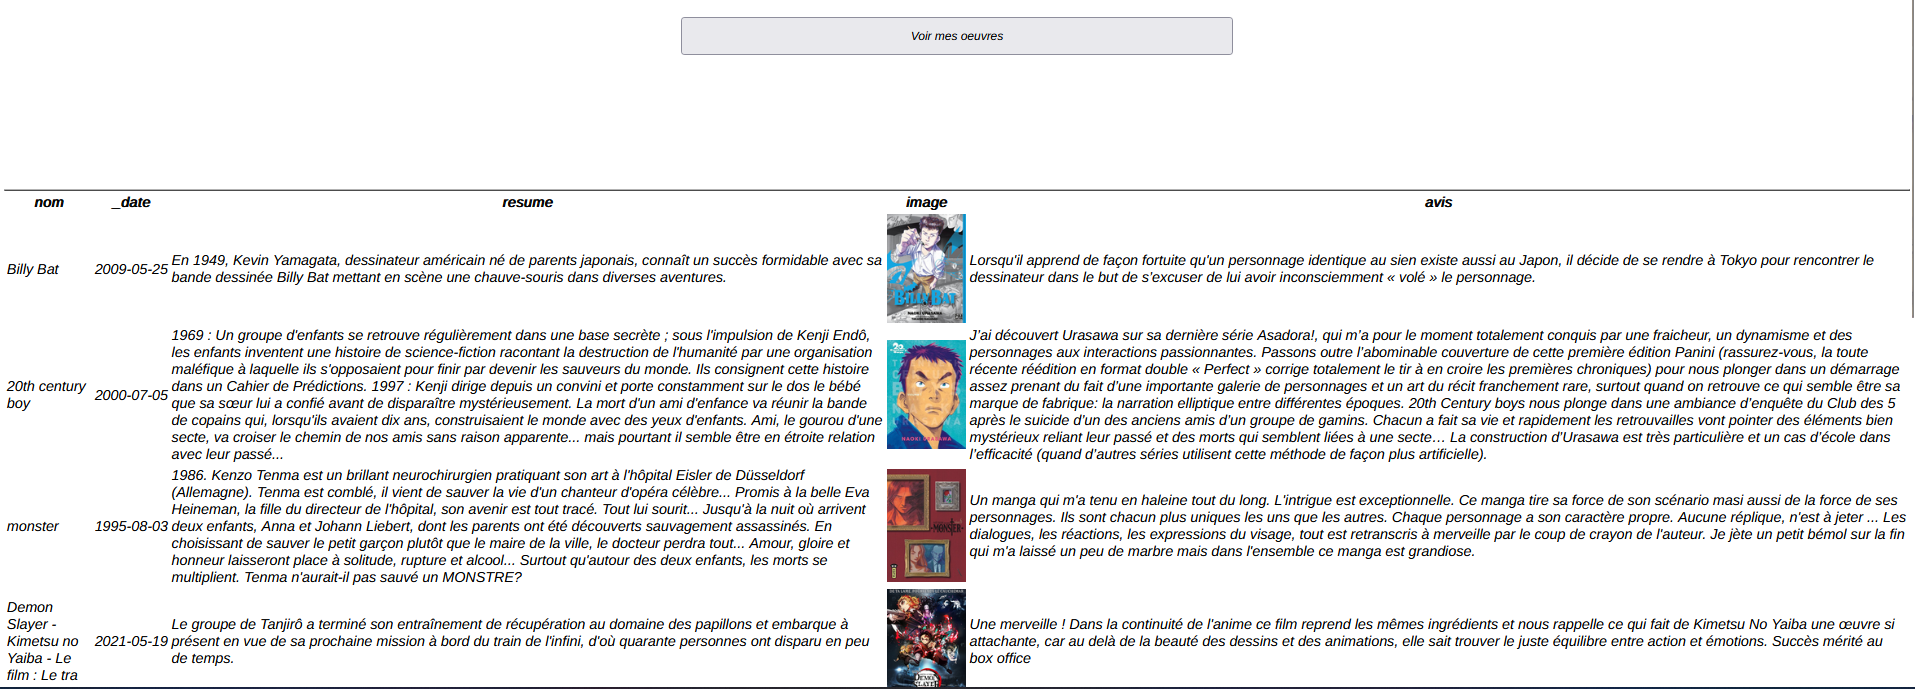 Voir mes oeuvres
nom _date resume image avis
Billy Bat
2009-05-25
En 1949, Kevin Yamagata, dessinateur américain né de parents japonais, connaît un succès formidable avec sa
bande dessinée Billy Bat mettant en scène une chauve-souris dans diverses aventures.
BILLY BAT
NAOKI URASAWA
Lorsqu'il apprend de façon fortuite qu'un personnage identique au sien existe aussi au Japon, il décide de se rendre à Tokyo pour rencontrer le
dessinateur dans le but de s'excuser de lui avoir inconsciemment « volé » le personnage.
20th century
boy
2000-07-05
1969 : Un groupe d'enfants se retrouve régulièrement dans une base secrète ; sous l'impulsion de Kenji Endô,
les enfants inventent une histoire de science-fiction racontant la destruction de l'humanité par une organisation
maléfique à laquelle ils s'opposaient pour finir par devenir les sauveurs du monde. Ils consignent cette histoire
dans un Cahier de Prédictions. 1997 : Kenji dirige depuis un convini et porte constamment sur le dos le bébé
que sa sœur lui a confié avant de disparaître mystérieusement. La mort d'un ami d'enfance va réunir la bande
de copains qui, lorsqu'ils avaient dix ans, construisaient le monde avec des yeux d'enfants. Ami, le gourou d'une
secte, va croiser le chemin de nos amis sans raison apparente... mais pourtant il semble être en étroite relation
avec leur passé...
NAOKI URASAWA
J’ai découvert Urasawa sur sa dernière série Asadora!, qui m’a pour le moment totalement conquis par une fraicheur, un dynamisme et des
personnages aux interactions passionnantes. Passons outre l’abominable couverture de cette première édition Panini (rassurez-vous, la toute
récente réédition en format double « Perfect » corrige totalement le tir à en croire les premières chroniques) pour nous plonger dans un démarrage
assez prenant du fait d’une importante galerie de personnages et un art du récit franchement rare, surtout quand on retrouve ce qui semble être sa
marque de fabrique: la narration elliptique entre différentes époques. 20th Century boys nous plonge dans une ambiance d’enquête du Club des 5
après le suicide d’un des anciens amis d’un groupe de gamins. Chacun a fait sa vie et rapidement les retrouvailles vont pointer des éléments bien
mystérieux reliant leur passé et des morts qui semblent liées à une secte… La construction d’Urasawa est très particulière et un cas d’école dans
l’efficacité (quand d’autres séries utilisent cette méthode de façon plus artificielle).
monster
1995-08-03
1986. Kenzo Tenma est un brillant neurochirurgien pratiquant son art à l'hôpital Eisler de Düsseldorf
(Allemagne). Tenma est comblé, il vient de sauver la vie d'un chanteur d'opéra célèbre... Promis à la belle Eva
Heineman, la fille du directeur de l'hôpital, son avenir est tout tracé. Tout lui sourit... Jusqu'à la nuit où arrivent
deux enfants, Anna et Johann Liebert, dont les parents ont été découverts sauvagement assassinés. En
choisissant de sauver le petit garçon plutôt que le maire de la ville, le docteur perdra tout... Amour, gloire et
honneur laisseront place à solitude, rupture et alcool... Surtout qu'autour des deux enfants, les morts se
multiplient. Tenma n'aurait-il pas sauvé un MONSTRE?
MONSTER
Un manga qui m'a tenu en haleine tout du long. L'intrigue est exceptionnelle. Ce manga tire sa force de son scénario masi aussi de la force de ses
personnages. Ils sont chacun plus uniques les uns que les autres. Chaque personnage a son caractère propre. Aucune réplique, n'est à jeter ... Les
dialogues, les réactions, les expressions du visage, tout est retranscris à merveille par le coup de crayon de l'auteur. Je jète un petit bémol sur la fin
qui m'a laissé un peu de marbre mais dans l'ensemble ce manga est grandiose.
Demon
Slayer -
Kimetsu no
Yaiba - Le
film : Le tra
2021-05-19
Le groupe de Tanjirô a terminé son entraînement de récupération au domaine des papillons et embarque à
présent en vue de sa prochaine mission à bord du train de l'infini, d'où quarante personnes ont disparu en peu
de temps.
DEMON
SLAYER
Une merveille ! Dans la continuité de l'anime ce film reprend les mêmes ingrédients et nous rappelle ce qui fait de Kimetsu No Yaiba une œuvre si
attachante, car au delà de la beauté des dessins et des animations, elle sait trouver le juste équilibre entre action et émotions. Succès mérité au
box office